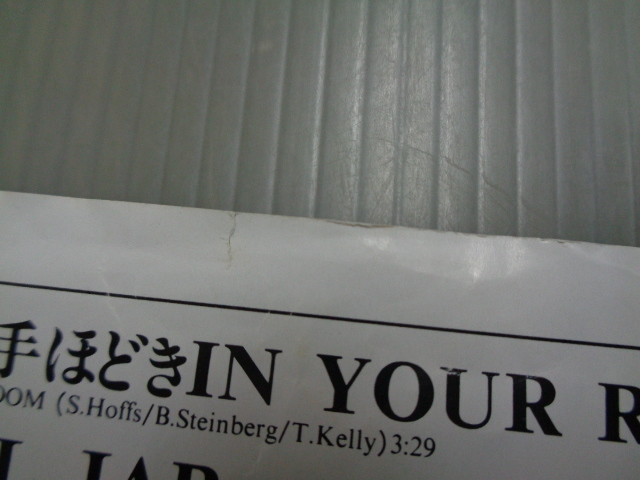 手ほどきIN YOUR R
OOM (S.Hoffs/B.Steinberg/T.Kelly) 3:29